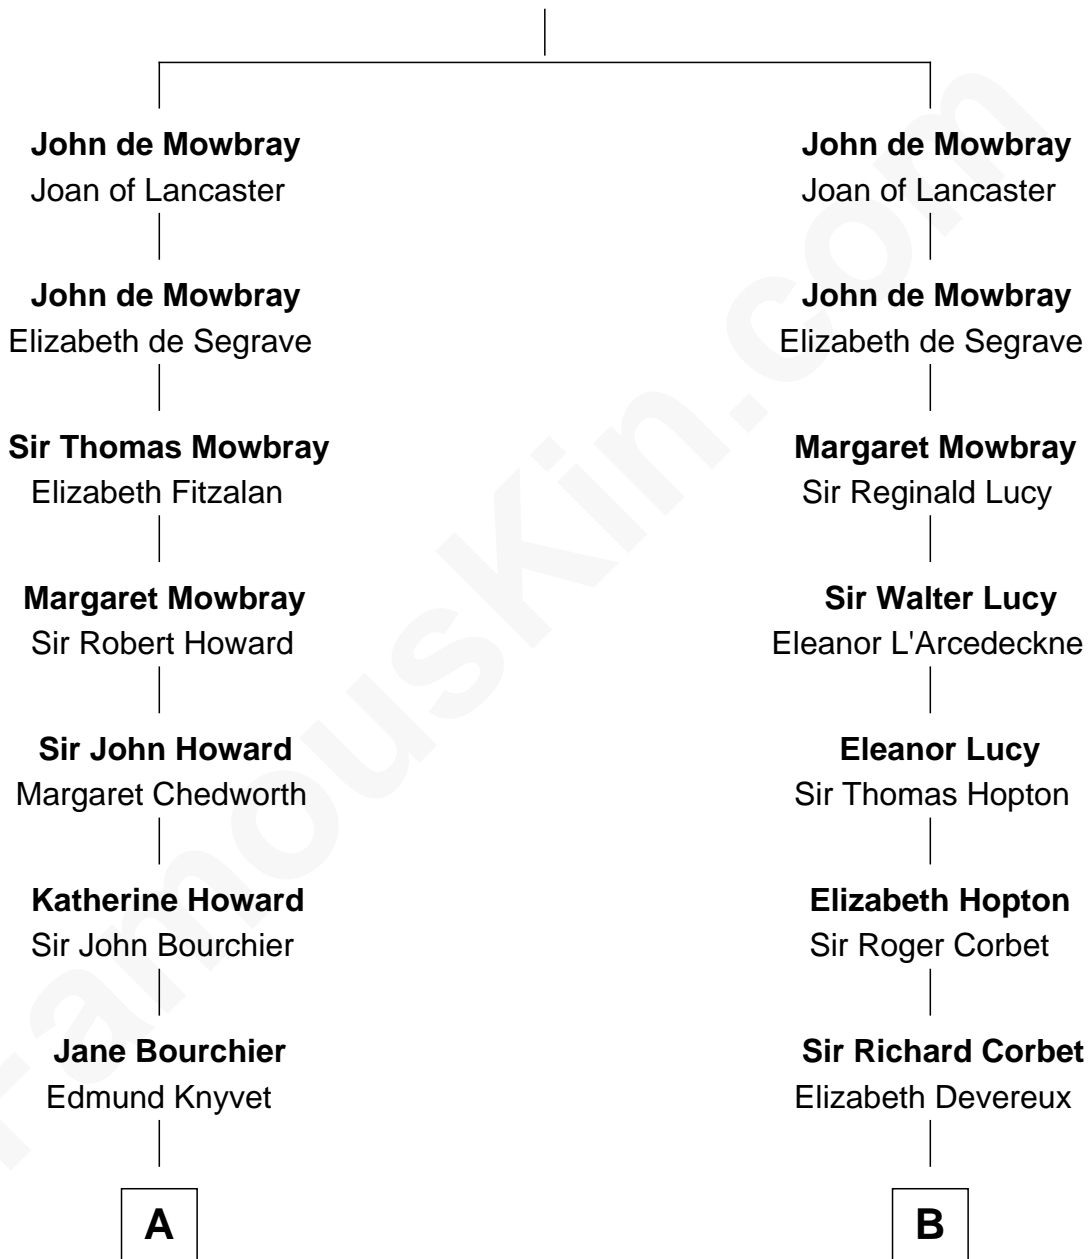 John de Mowbray
Joan of Lancaster
John de Mowbray
Elizabeth de Segrave
Sir Thomas Mowbray
Elizabeth Fitzalan
Margaret Mowbray
Sir Robert Howard
Sir John Howard
Margaret Chedworth
Katherine Howard
Sir John Bourchier
Jane Bourchier
Edmund Knyvet
A
John de Mowbray
Joan of Lancaster
John de Mowbray
Elizabeth de Segrave
Margaret Mowbray
Sir Reginald Lucy
Sir Walter Lucy
Eleanor L'Arcedeckne
Eleanor Lucy
Sir Thomas Hopton
Elizabeth Hopton
Sir Roger Corbet
Sir Richard Corbet
Elizabeth Devereux
B
FamousKin.com